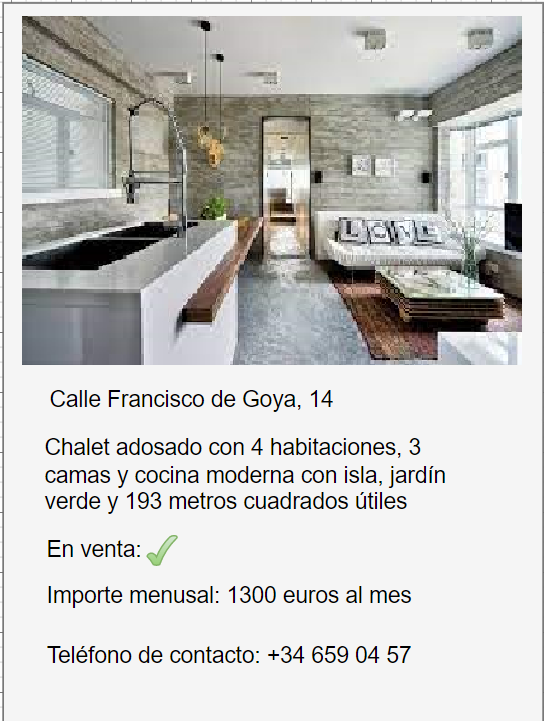 LOVE
Calle Francisco de Goya, 14
Chalet adosado con 4 habitaciones, 3
camas y cocina moderna con isla, jardín
verde y 193 metros cuadrados útiles
En venta:
Importe menusal: 1300 euros al mes
Teléfono de contacto: +34 659 04 57